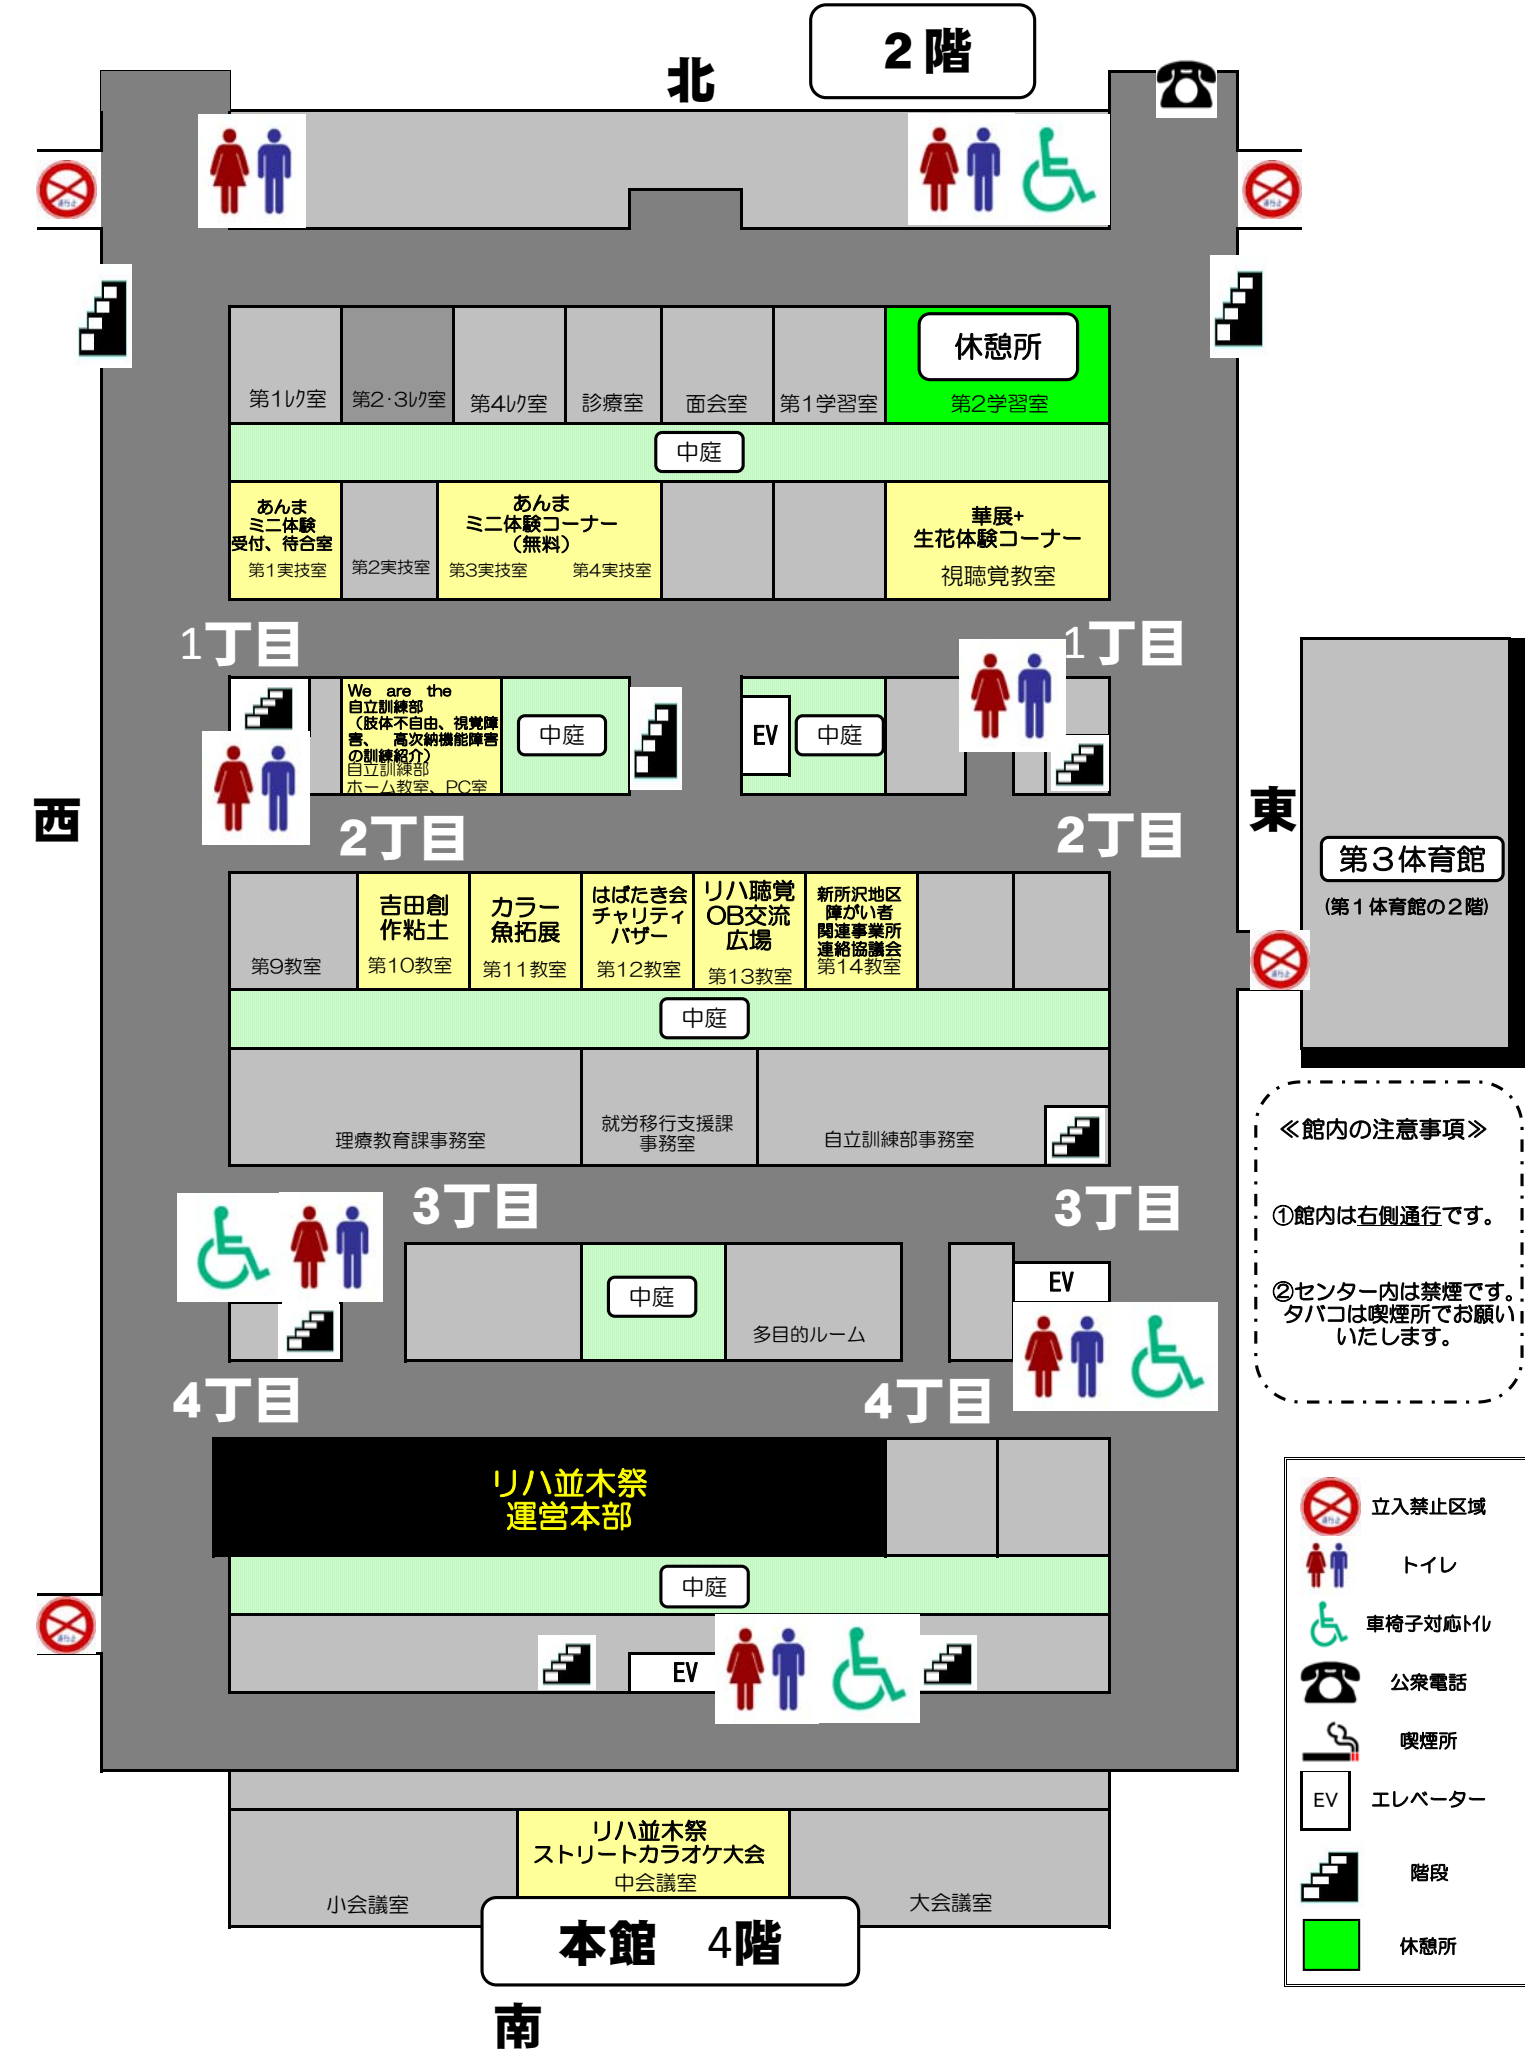 2階
北
休憩所
第1ﾚｸ室
第2･3ﾚｸ室
第4ﾚｸ室
診療室
面会室
第1学習室
第2学習室
中庭
あんま
ミニ体験
受付、待合室
第1実技室
第2実技室
あんま
ミニ体験コーナー
（無料）
第3実技室
第4実技室
華展+
生花体験コーナー
視聴覚教室
1丁目
1丁目
We are the
自立訓練部
（肢体不自由、視覚障
害、 高次納機能障害
の訓練紹介）
自立訓練部
ホーム教室、PC室
中庭
EV
中庭
西
東
2丁目
2丁目
第3体育館
(第1体育館の2階)
吉田創
作粘土
第10教室
カラー
魚拓展
第11教室
はばたき会
チャリティ
バザー
第12教室
リハ聴覚
OB交流
広場
第13教室
新所沢地区
障がい者
関連事業所
連絡協議会
第14教室
第9教室
中庭
理療教育課事務室
就労移行支援課
事務室
自立訓練部事務室
≪館内の注意事項≫
①館内は右側通行です。
②センター内は禁煙です。
タバコは喫煙所でお願い
いたします。
3丁目
3丁目
中庭
多目的ルーム
EV
4丁目
4丁目
リハ並木祭
運営本部
中庭
EV
立入禁止区域
トイレ
車椅子対応ﾄｲﾚ
公衆電話
喫煙所
EV
エレベーター
階段
休憩所
リハ並木祭
ストリートカラオケ大会
中会議室
小会議室
大会議室
本館 4階
南